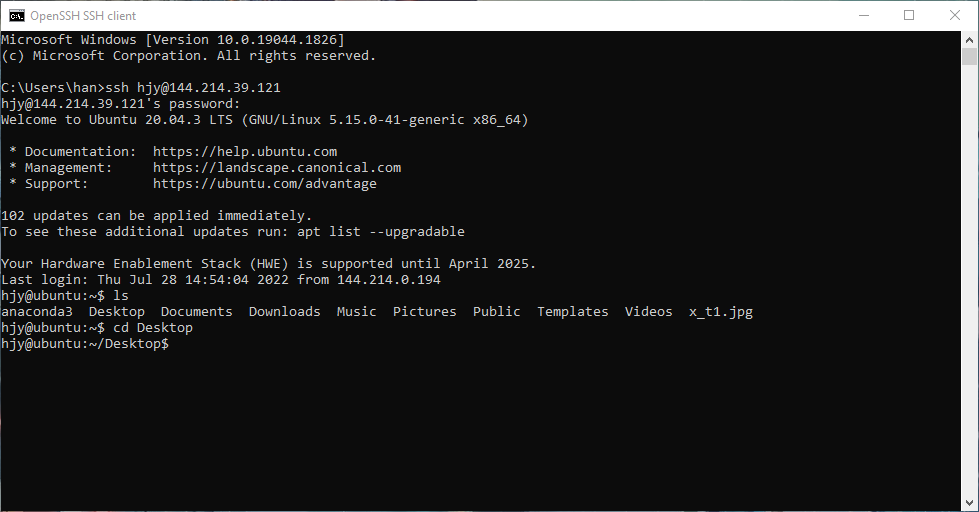 OpenSSH SSH client
Microsoft Windows [Version 10.0.19044.1826]
(c) Microsoft Corporation. All rights reserved.
C:\Users\han>ssh hjy@144.214.39.121
hjy@144.214.39.121's password:
Welcome to Ubuntu 20.04.3 LTS (GNU/Linux 5.15.0-41-generic x86_64)
* Documentation:  https://help.ubuntu.com
* Management:     https://landscape.canonical.com
* Support:        https://ubuntu.com/advantage
102 updates can be applied immediately.
To see these additional updates run: apt list --upgradable
Your Hardware Enablement Stack (HWE) is supported until April 2025.
Last login: Thu Jul 28 14:54:04 2022 from 144.214.0.194
hjy@ubuntu:~$ ls
anaconda3  Desktop  Documents  Downloads  Music  Pictures  Public  Templates  Videos  x_t1.jpg
hjy@ubuntu:~$ cd Desktop
hjy@ubuntu:~/Desktop$